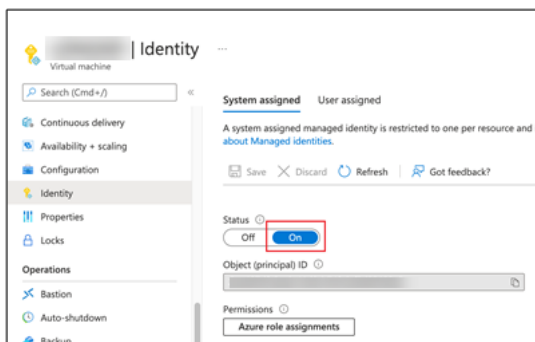 | Identity ...
Virtual machine
Search (Cmd+/)
«
Continuous delivery
Availability + scaling
Configuration
Identity
Properties
Locks
Operations
Bastion
Auto-shutdown
Backup
System assigned User assigned
A system assigned managed identity is restricted to one per resource and
about Managed identities.
Save Discard Refresh Got feedback?
Status
Off On
Object (principal) ID
Permissions
Azure role assignments